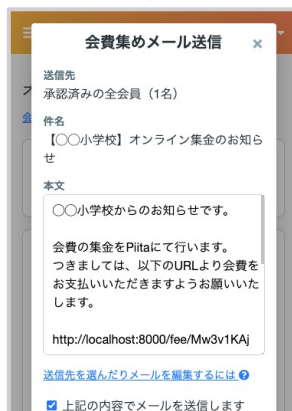 会費集めメール送信 ×
送信先
承認済みの全会員（1名）
件名
【◯◯小学校】オンライン集金のお知ら
せ
本文
◯◯小学校からのお知らせです。
会費の集金をPiitaにて行います。
つきましては、以下のURLより会費を
お支払いいただきますようお願いいた
します。
http://localhost:8000/fee/Mw3v1KAj
送信先を選んだりメールを編集するには
上記の内容でメールを送信します